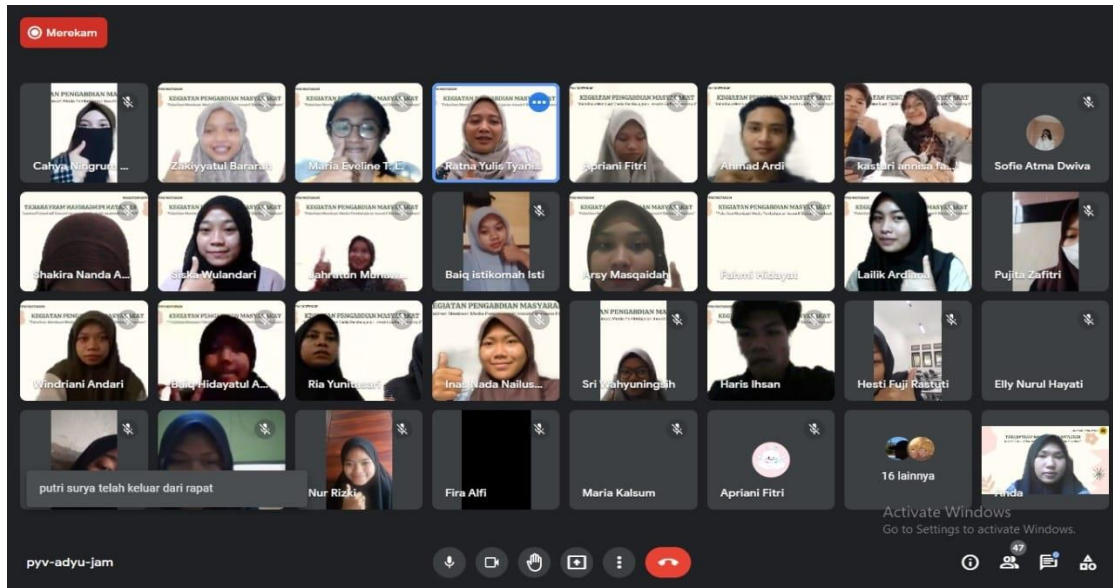 Merekam
KEGIATAN PENGABDIAN MASYARAKAT
Cahya Ningrum ...
Zakiyyatul Bararah
Maria Eveline T. E...
Ratna Yulis Tyani...
Apriani Fitri
Ahmad Ardi
kasturi annisa fa...
Sofie Atma Dwiva
Shakira Nanda A...
Siska Wulandari
Baiq istikomah Isti
Arsy Masqaidah
Fahmi Hidayat
Lailik Ardiana
Pujita Zafitri
Windriani Andari
Baiq Hidayatul A...
Ria Yunitasari
Inas Nada Nailus...
Sri Wahyuningsih
Haris Ihsan
Hesti Fuji Rastuti
Elly Nurul Hayati
putri surya telah keluar dari rapat
Nur Rizki
Fira Alfi
Maria Kalsum
Apriani Fitri
16 lainnya
Anda
Activate Windows
Go to Settings to activate Windows.
pyv-adyu-jam
47